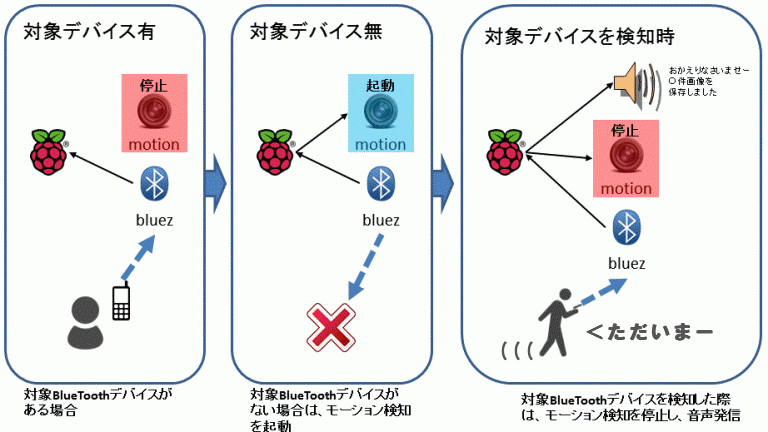 対象デバイス有
停止
motion
bluez
対象BlueToothデバイスが
ある場合
対象デバイス無
起動
motion
bluez
対象BlueToothデバイスが
ない場合は、モーション検知
を起動
対象デバイスを検知時
おかえりなさいませー
〇件画像を
保存しました
停止
motion
bluez
<ただいまー
対象BlueToothデバイスを検知した際
は、モーション検知を停止し、音声発信